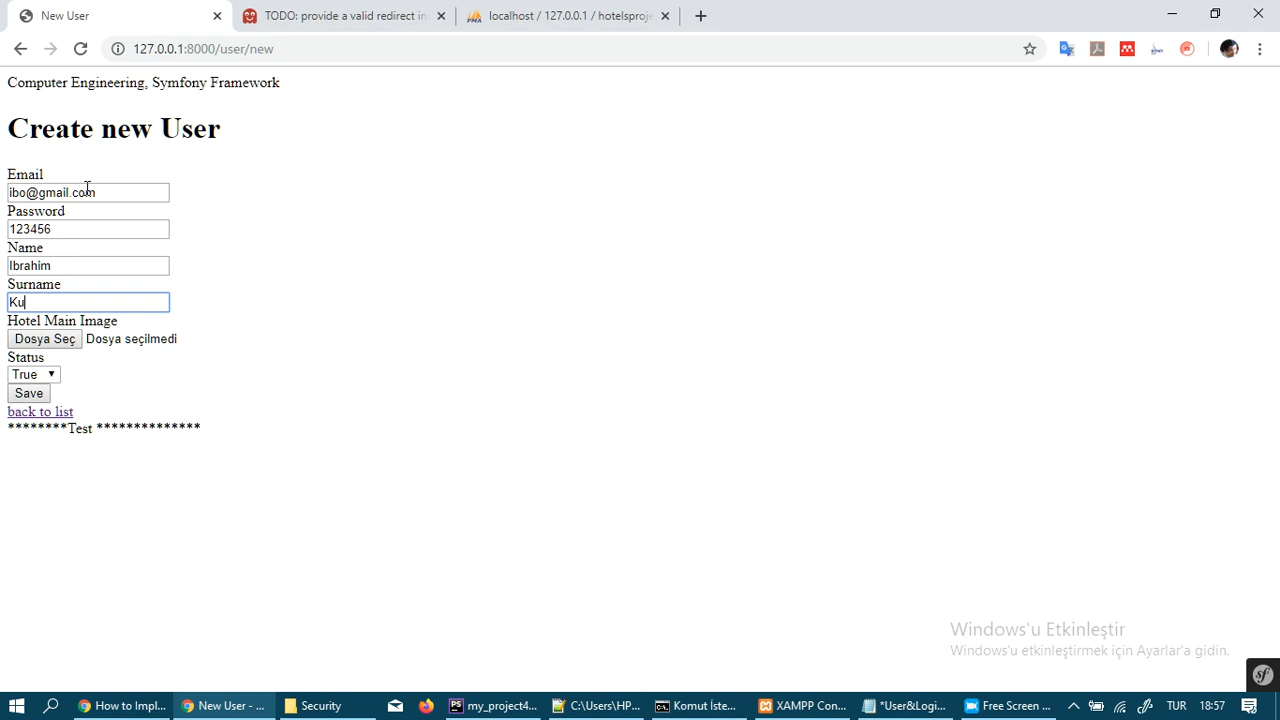 New User
TODO: provide a valid redirect in
localhost / 127.0.0.1 / hotelsproje
127.0.0.1:8000/user/new
Computer Engineering, Symfony Framework
Create new User
Email
ibo@gmail.com
Password
123456
Name
Ibrahim
Surname
Ku
Hotel Main Image
Dosya Seç Dosya seçilmedi
Status
True
Save
back to list
********Test **************
Windows'u Etkinleştir
Windows'u etkinleştirmek için Ayarlar'a gidin.
How to Impl...
New User - ...
Security
my_project4...
C:\Users\HP...
Komut İste...
XAMPP Con...
*User&Logi...
Free Screen ...
TUR
18:57